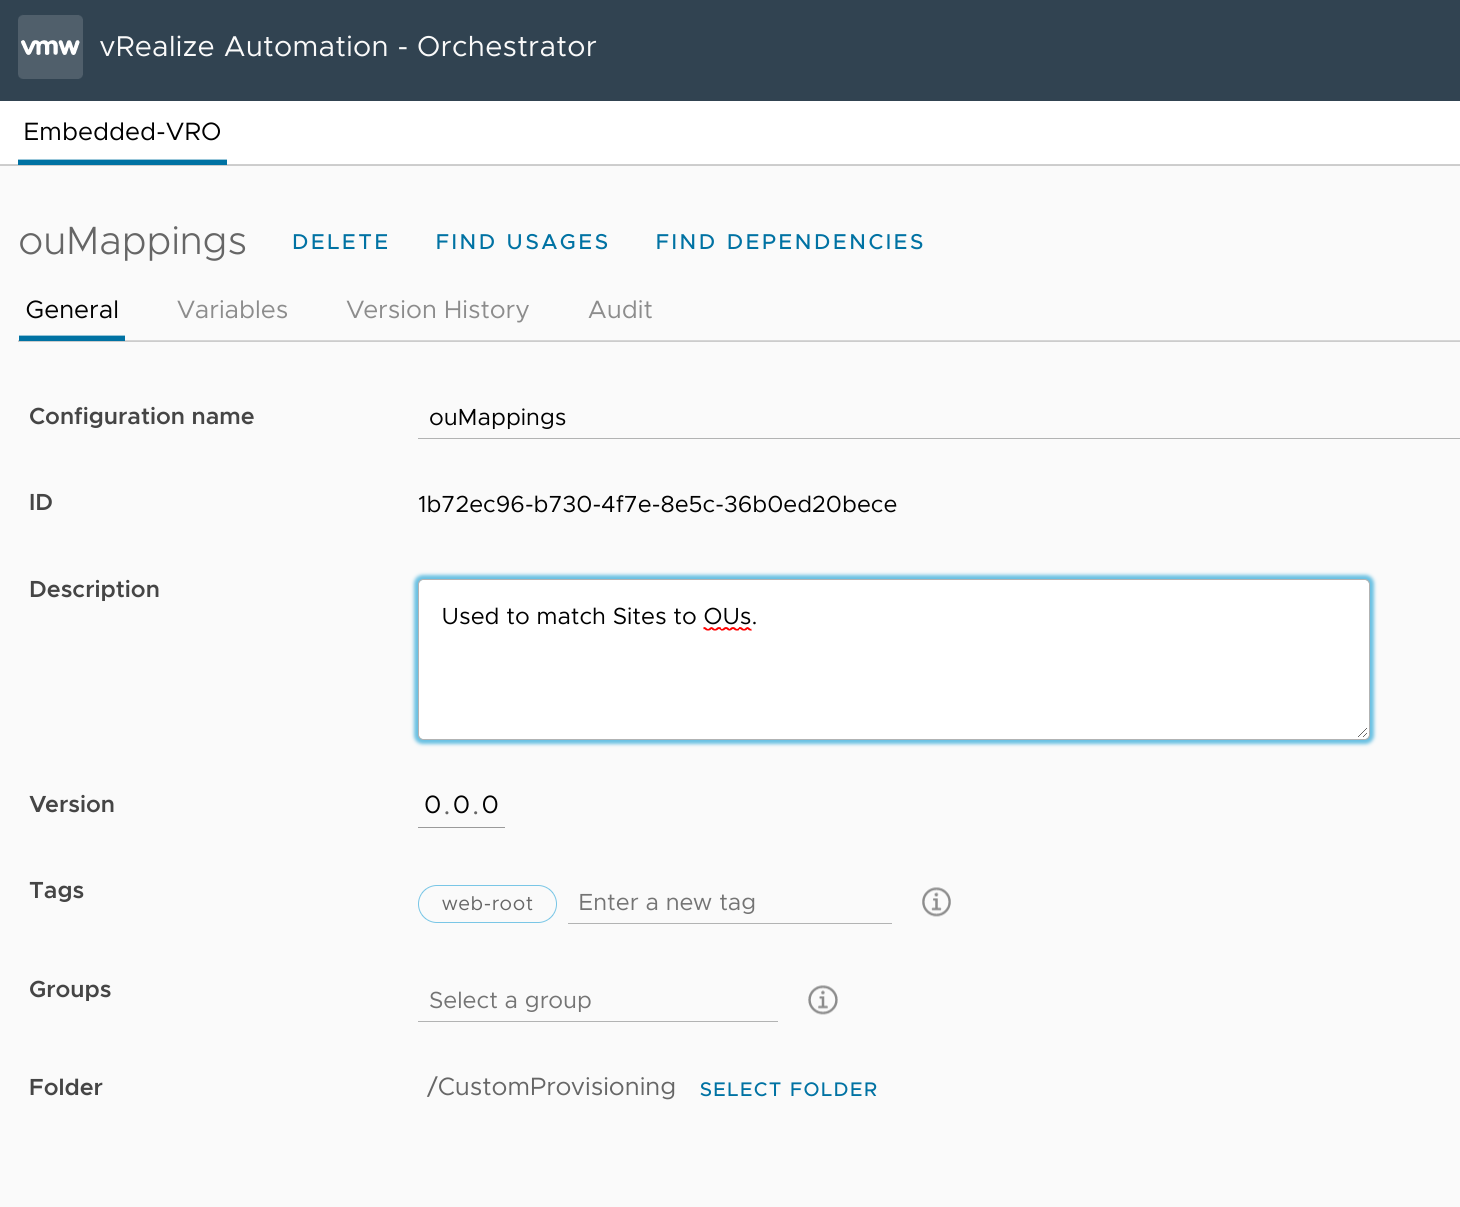 vmw vRealize Automation - Orchestrator
Embedded-VRO
ouMappings DELETE FIND USAGES FIND DEPENDENCIES
General Variables Version History Audit
Configuration name ouMappings
ID 1b72ec96-b730-4f7e-8e5c-36b0ed20bece
Description Used to match Sites to OUs.
Version 0.0.0
Tags web-root Enter a new tag
Groups Select a group
Folder /CustomProvisioning SELECT FOLDER